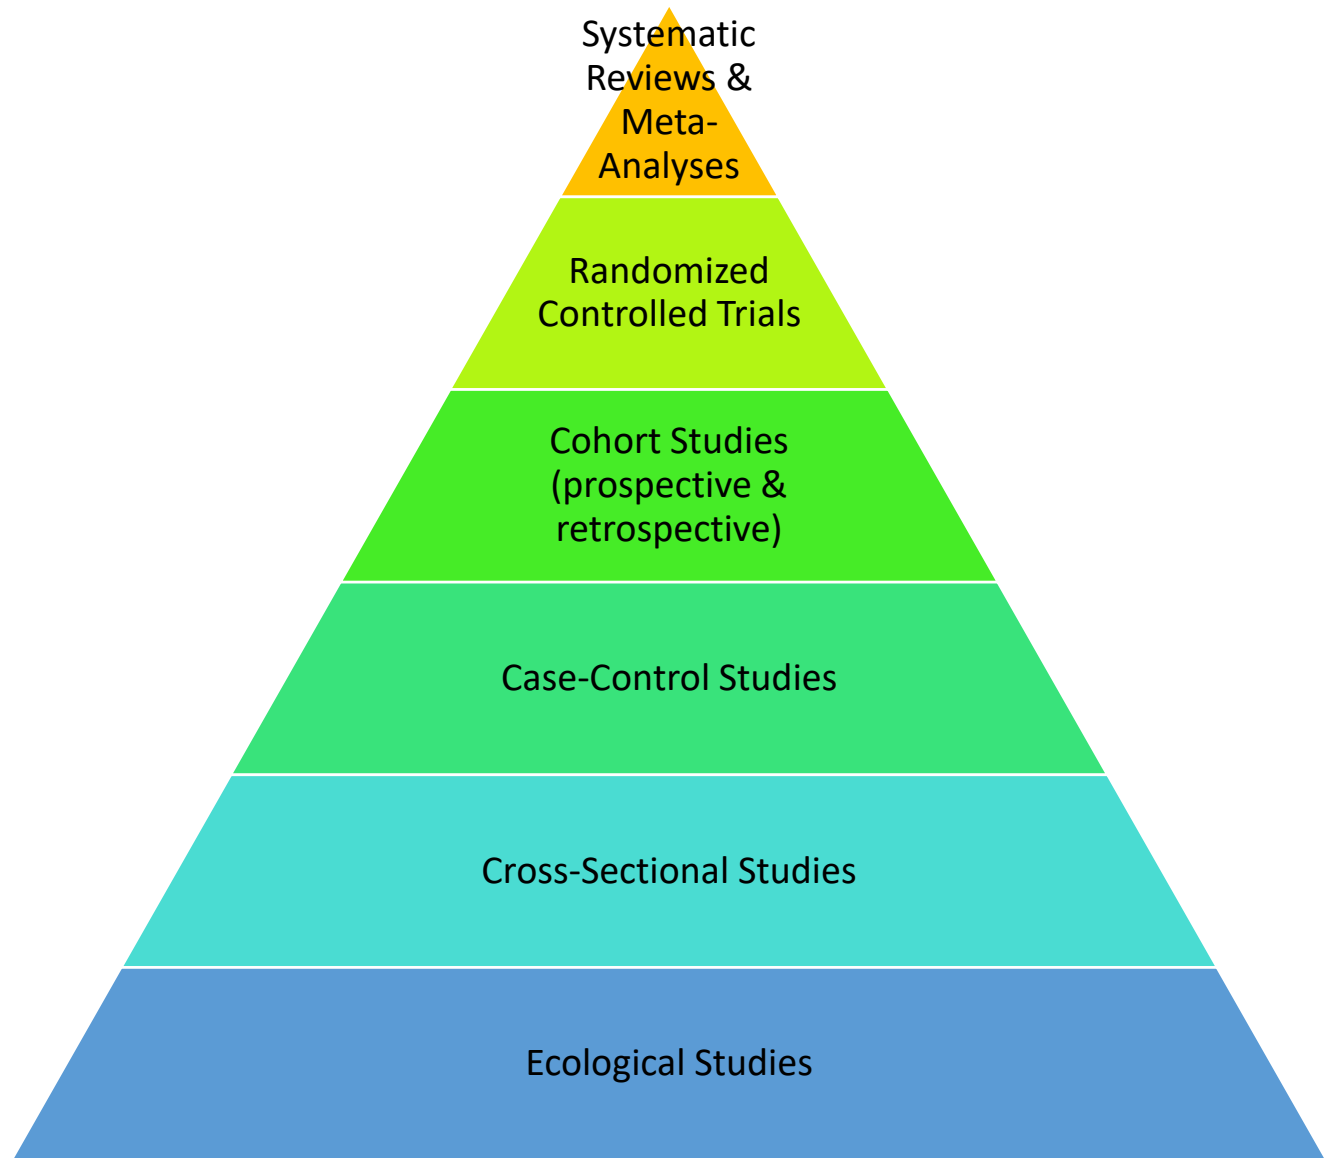 Systematic
Reviews &
Meta-
Analyses
Randomized
Controlled Trials
Cohort Studies
(prospective &
retrospective)
Case-Control Studies
Cross-Sectional Studies
Ecological Studies